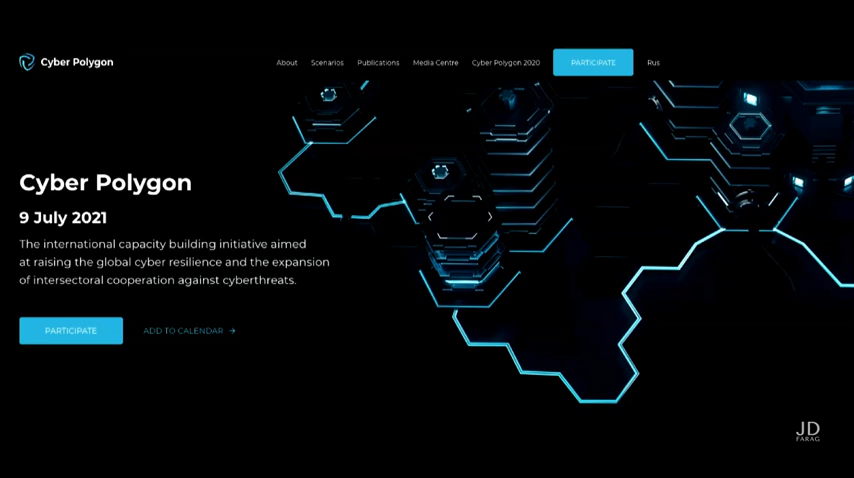 Cyber Polygon
About Scenarios Publications Media Centre Cyber Polygon 2020 PARTICIPATE Rus
Cyber Polygon
9 July 2021
The international capacity building initiative aimed
at raising the global cyber resilience and the expansion
of intersectoral cooperation against cyberthreats.
PARTICIPATE ADD TO CALENDAR →
JD
FARAG